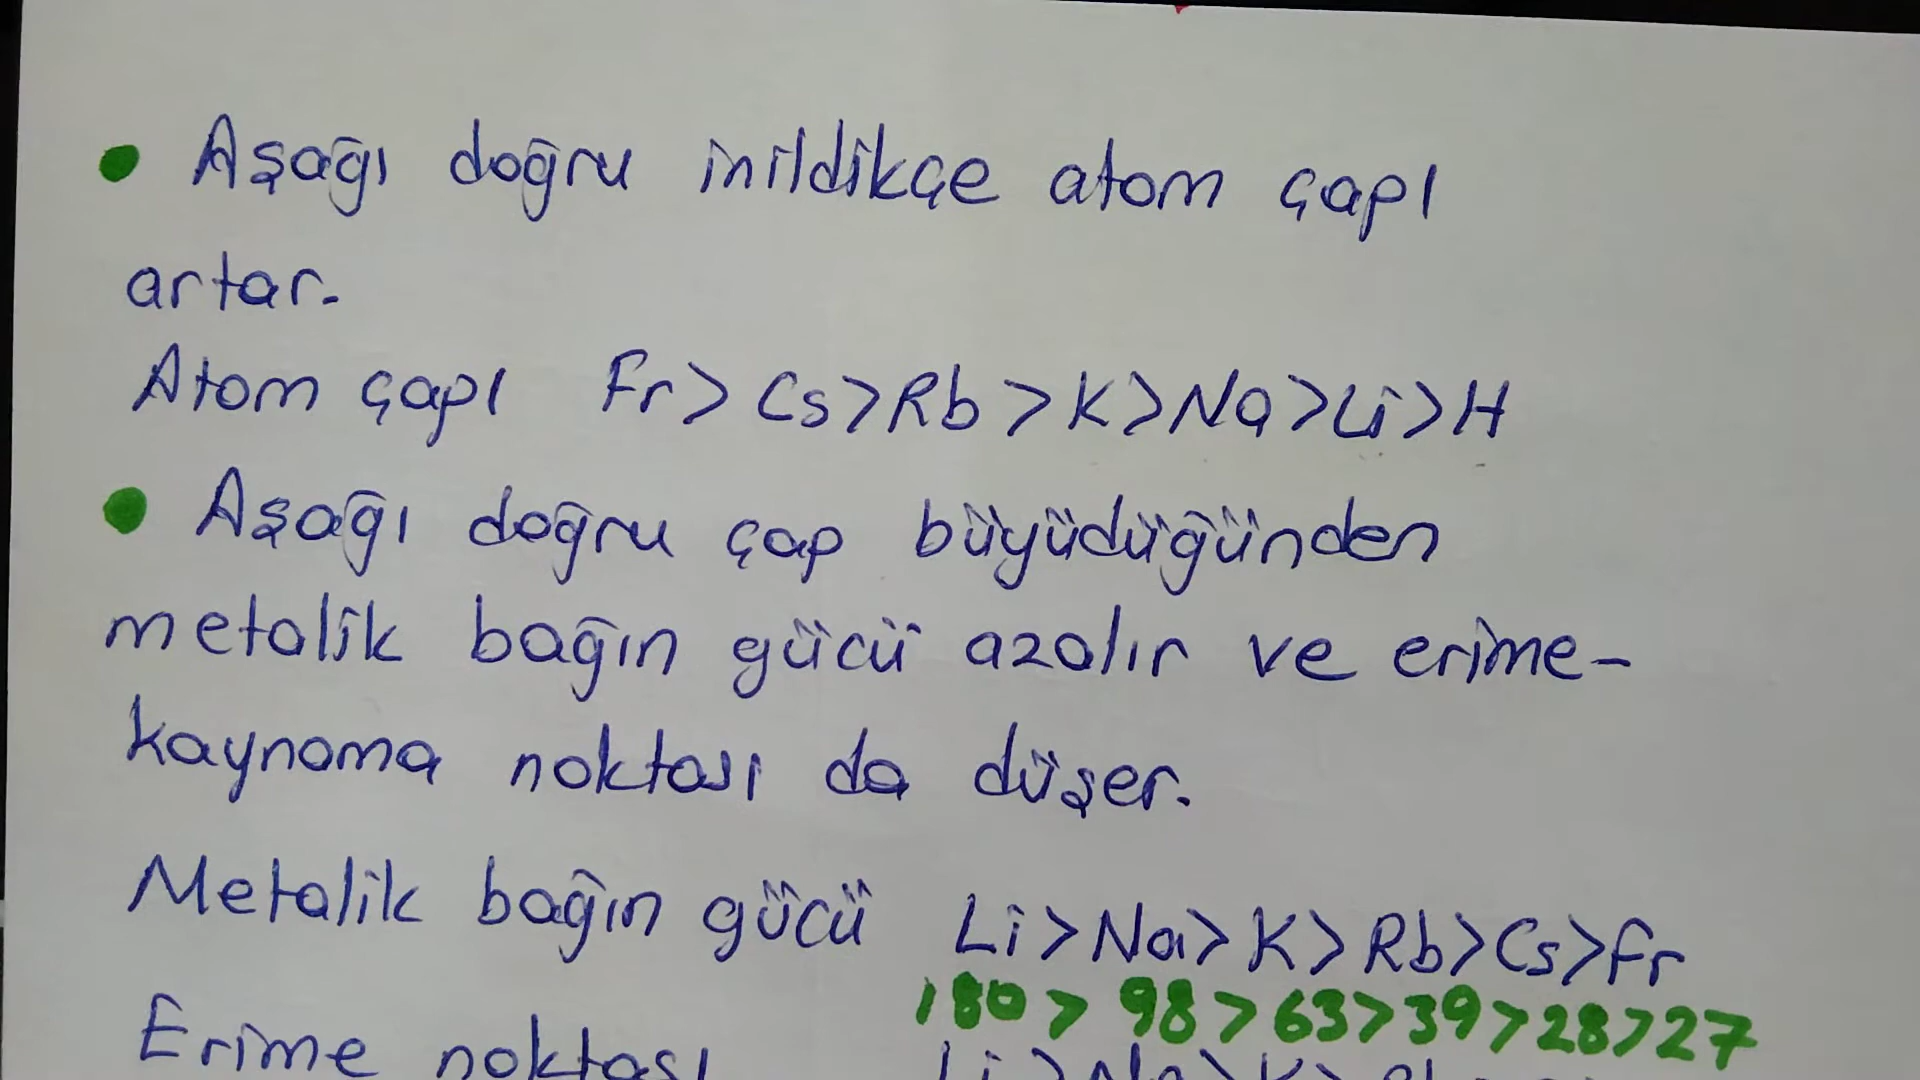 • Aşağı doğru inildikçe atom çapı
artar.
Atom çapı Fr>Cs>Rb>K>Na>Li>H
• Aşağı doğru çap büyüdüğünden
metalik bağın gücü azalır ve erime-
kaynama noktası da düşer.
Metalik bağın gücü Li>Na>K>Rb>Cs>Fr
180>98>63>39>28>27
Erime noktası Li>Na>K>